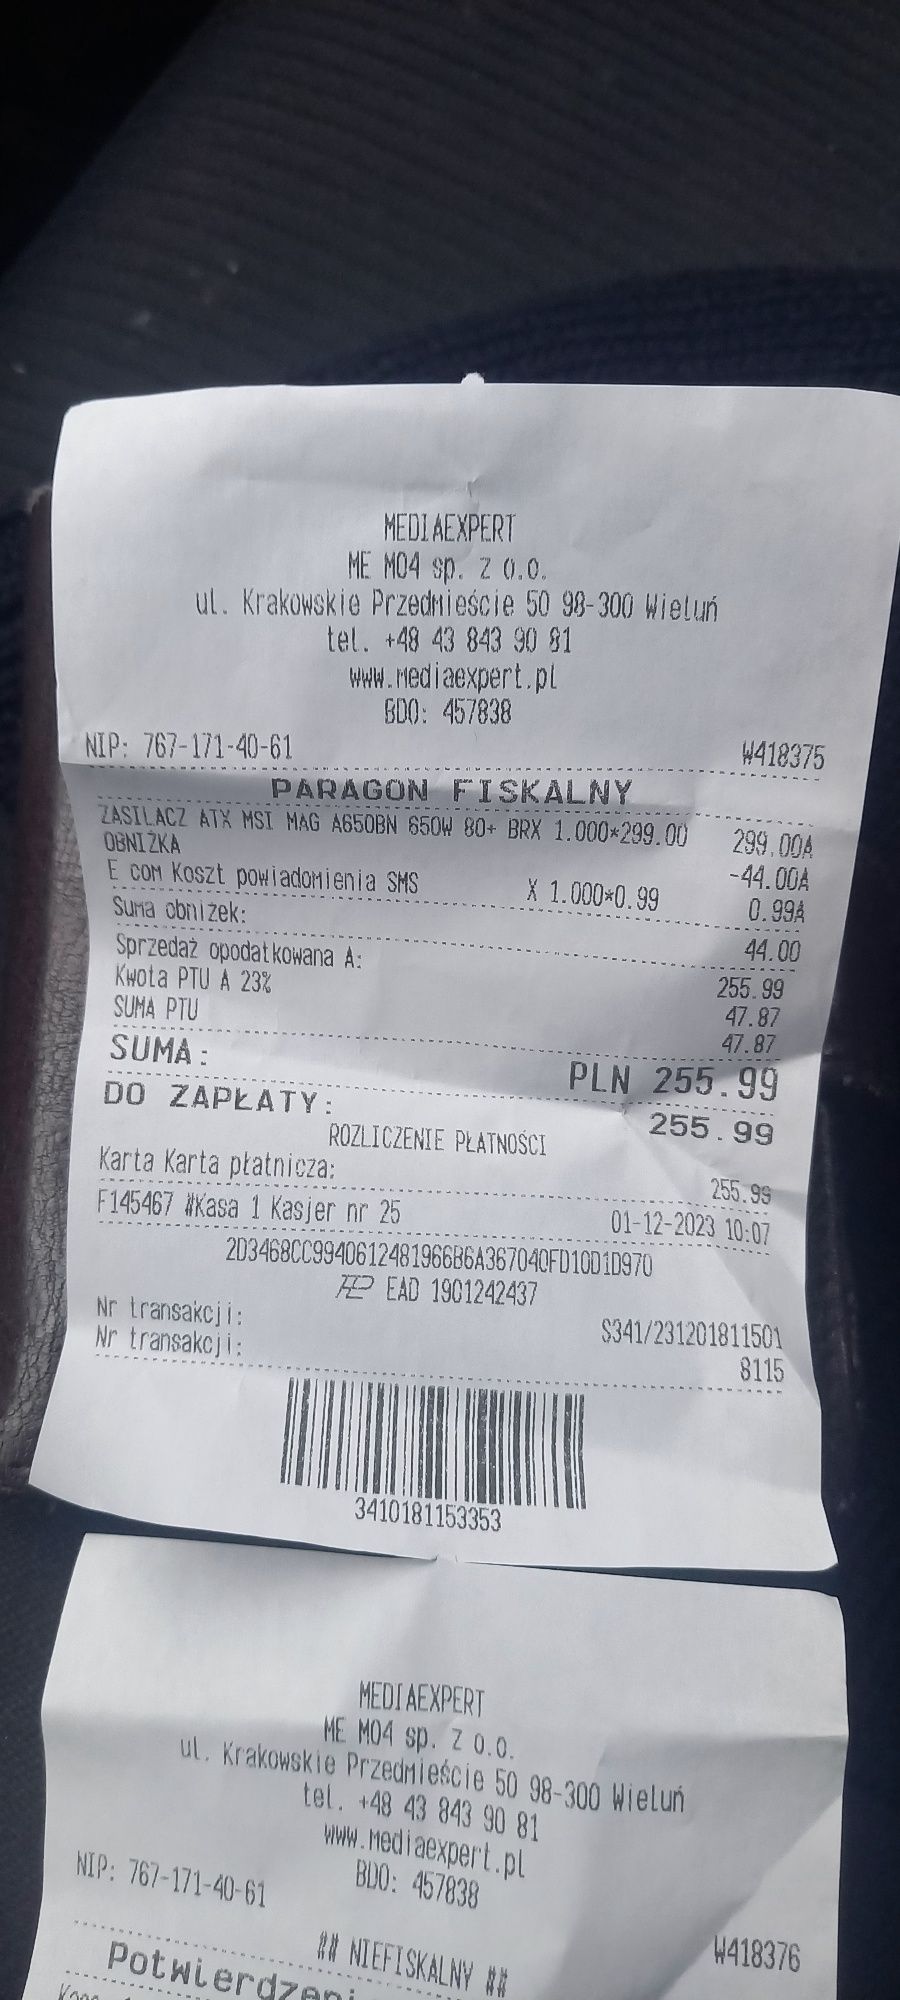 MEDIAEXPERT
ME M04 sp. z o.o.
ul. Krakowskie Przedmieście 50 98-300 Wieluń
tel. +48 43 843 90 81
www.mediaexpert.pl
BDO: 457838
NIP: 767-171-40-61 W418375
PARAGON FISKALNY
ZASILACZ ATX MSI MAG A650BN 650W 80+ BRX 1.000*299.00 299.00A
OBNIŻKA -44.00A
E com Koszt powiadomienia SMS X 1.000*0.99 0.99A
Suma obniżek: 44.00
Sprzedaż opodatkowana A: 255.99
Kwota PTU A 23% 47.87
SUMA PTU 47.87
SUMA: PLN 255.99
DO ZAPŁATY: 255.99
ROZLICZENIE PŁATNOŚCI
Karta Karta płatnicza: 255.99
F145467 #Kasa 1 Kasjer nr 25 01-12-2023 10:07
2D3468CC9940612481966B6A367040FD10D1D970
EAD 1901242437
Nr transakcji: S341/231201811501
Nr transakcji: 8115
3410181153353
MEDIAEXPERT
ME M04 sp. z o.o.
ul. Krakowskie Przedmieście 50 98-300 Wieluń
tel. +48 43 843 90 81
www.mediaexpert.pl
BDO: 457838
NIP: 767-171-40-61 W418376
## NIEFISKALNY ##